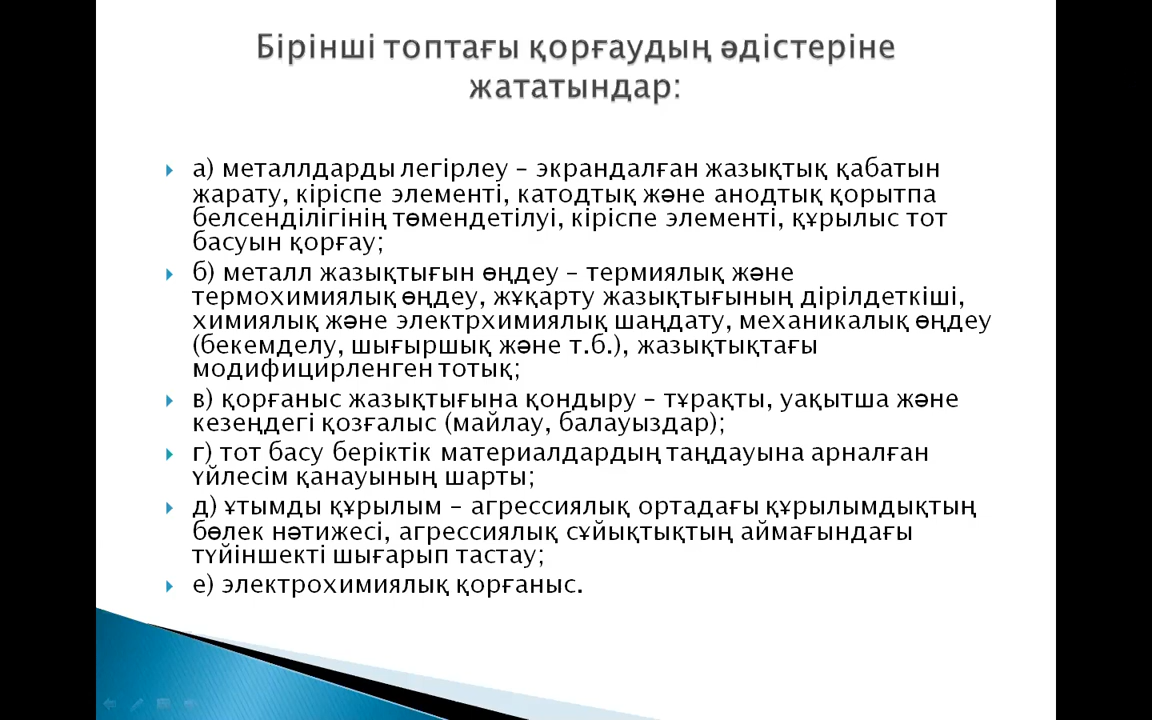 Бірінші топтағы қорғаудың әдістеріне
жататындар:
а) металлдарды легірлеу – экрандалған жазықтық қабатын
жарату, кіріспе элементі, катодтық және анодтық қорытпа
белсенділігінің төмендетілуі, кіріспе элементі, құрылыс тот
басуын қорғау;
б) металл жазықтығын өңдеу – термиялық және
термохимиялық өңдеу, жұқарту жазықтығының дірілдеткіші,
химиялық және электрхимиялық шаңдату, механикалық өңдеу
(бекемделу, шығыршық және т.б.), жазықтықтағы
модифицирленген тотық;
в) қорғаныс жазықтығына қондыру – тұрақты, уақытша және
кезеңдегі қозғалыс (майлау, балауыздар);
г) тот басу беріктік материалдардың таңдауына арналған
үйлесім қанауының шарты;
д) ұтымды құрылым – агрессиялық ортадағы құрылымдықтың
бөлек нәтижесі, агрессиялық сұйықтықтың аймағындағы
түйіншекті шығарып тастау;
е) электрохимиялық қорғаныс.